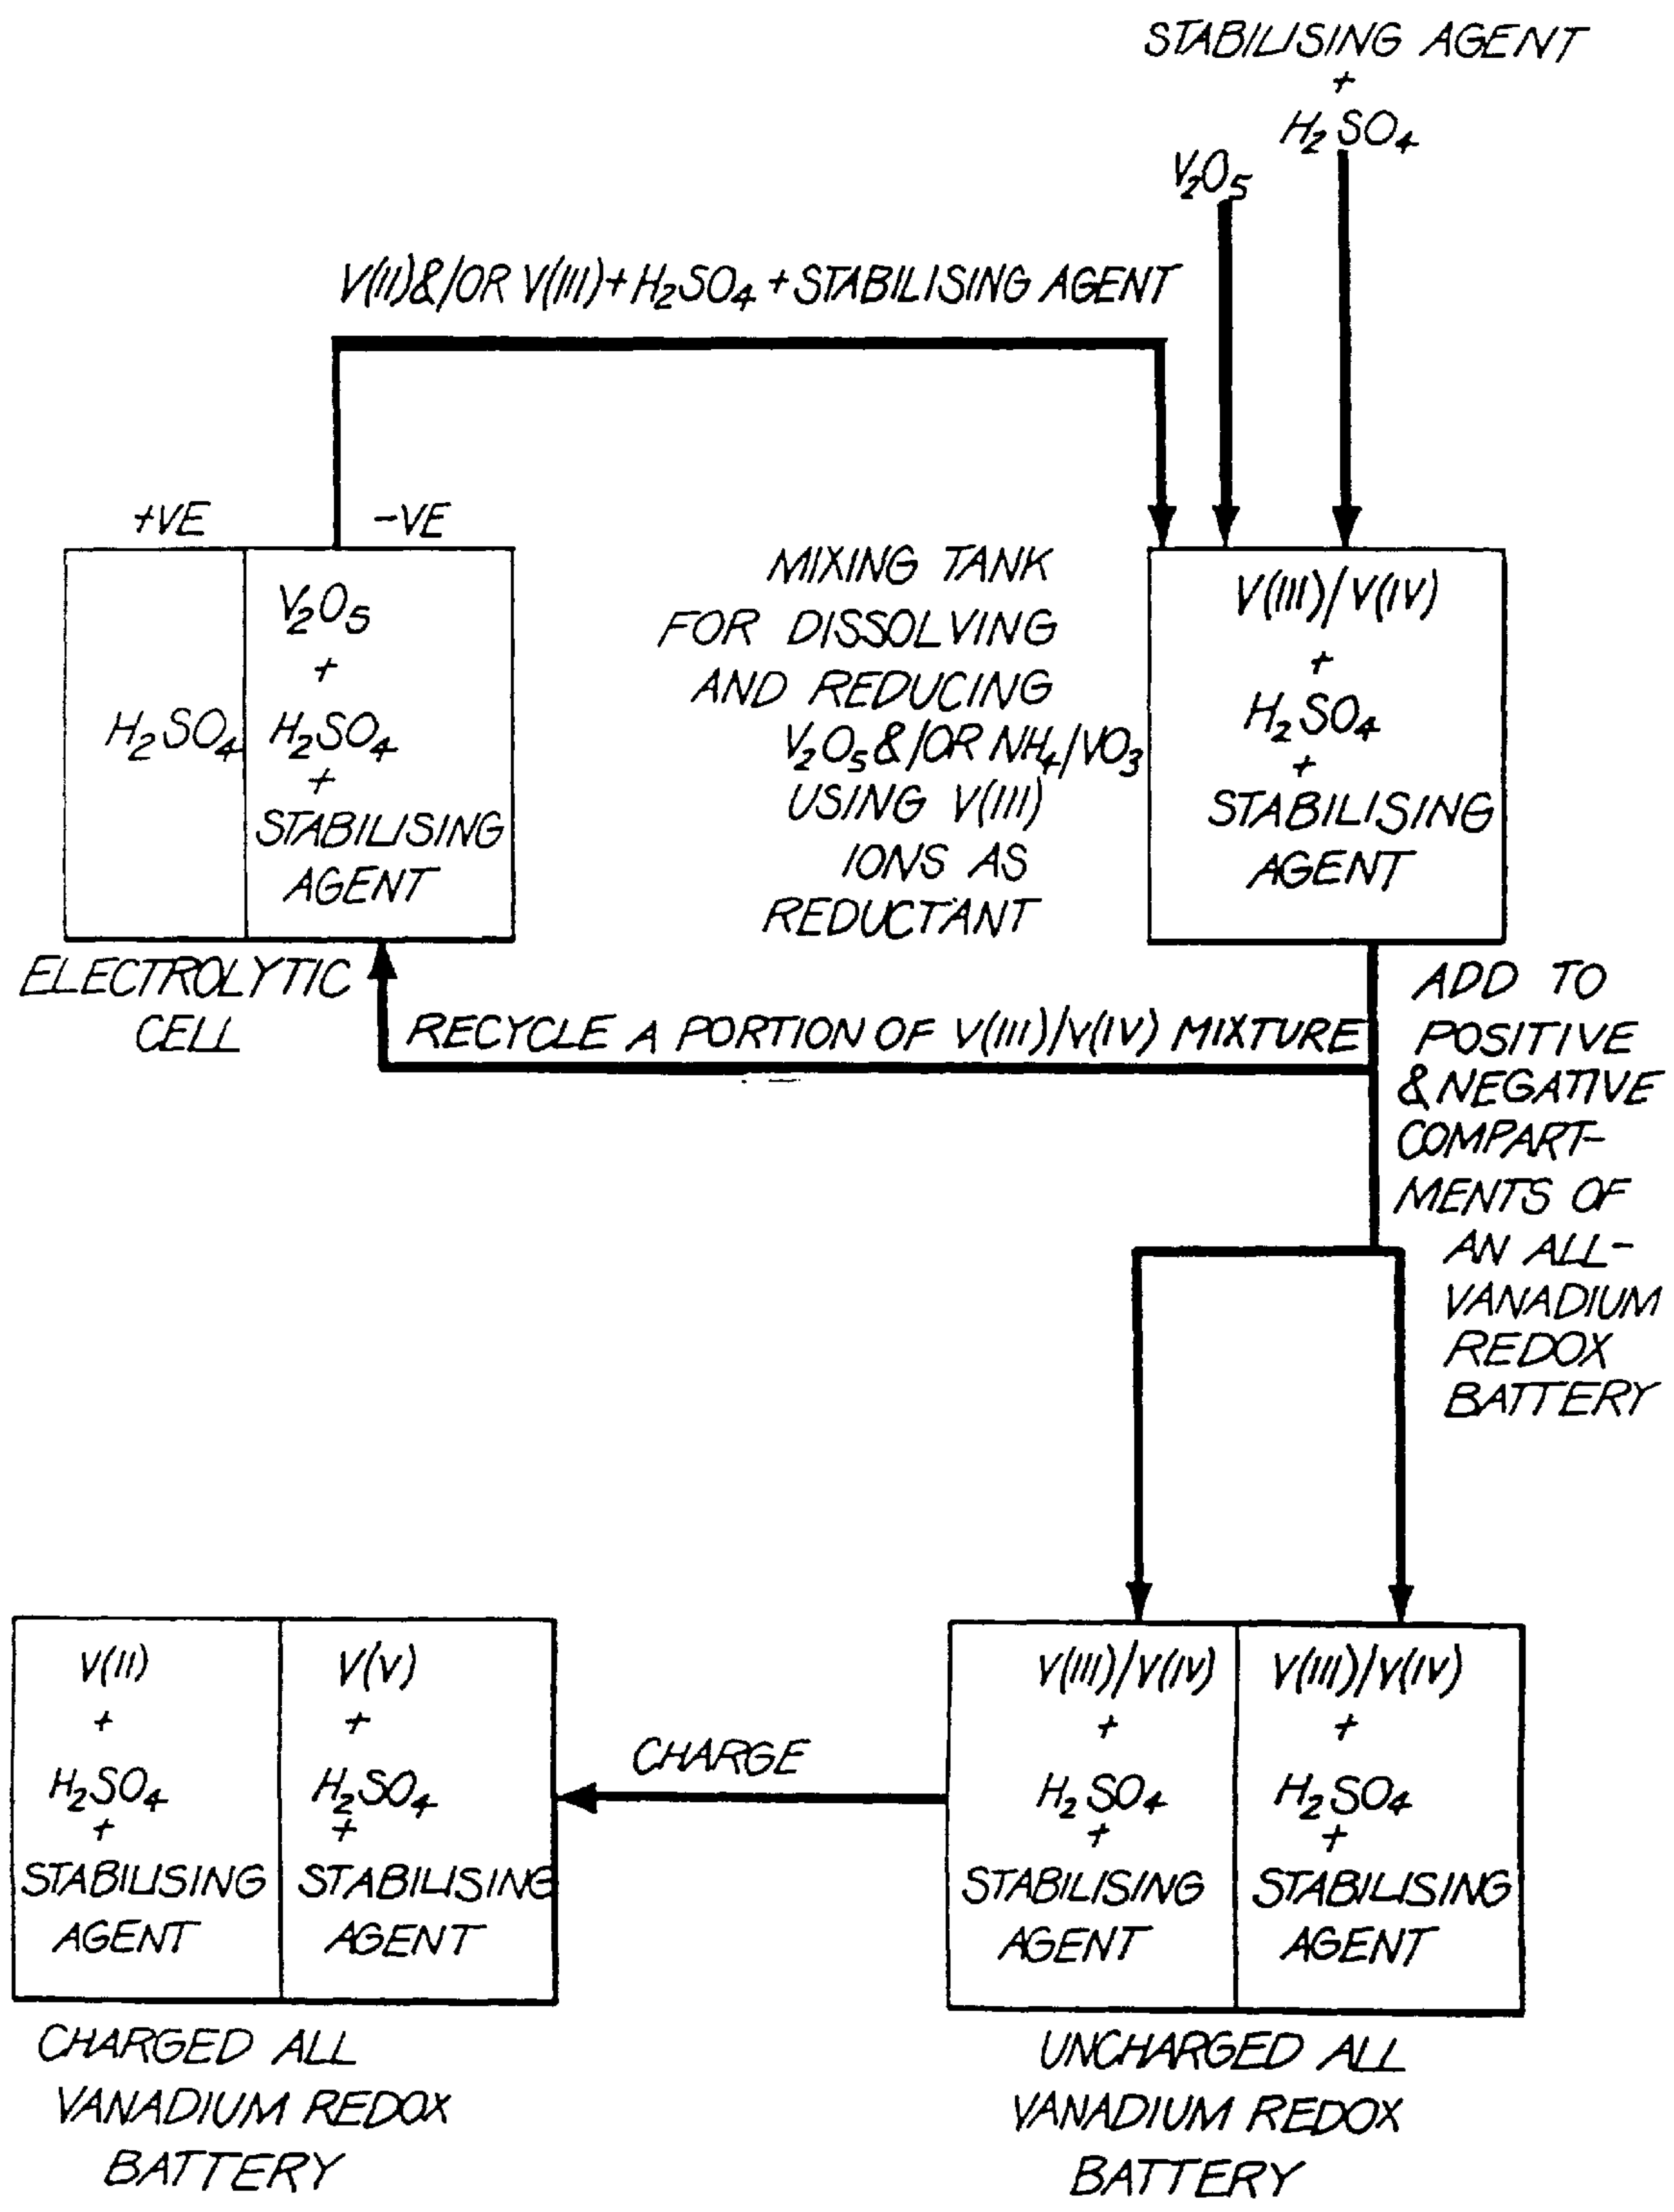 STABILISING AGENT
+
H₂SO₄
V₂O₅
V(II)&/OR V(III)+H₂SO₄+STABILISING AGENT
+VE
-VE
H₂SO₄
V₂O₅
+
H₂SO₄
+
STABILISING
AGENT
ELECTROLYTIC
CELL
MIXING TANK
FOR DISSOLVING
AND REDUCING
V₂O₅&/OR NH₄/VO₃
USING V(III)
IONS AS
REDUCTANT
V(III)/V(IV)
+
H₂SO₄
+
STABILISING
AGENT
RECYCLE A PORTION OF V(III)/V(IV) MIXTURE
ADD TO
POSITIVE
&NEGATIVE
COMPART-
MENTS OF
AN ALL-
VANADIUM
REDOX
BATTERY
V(II)
+
H₂SO₄
+
STABILISING
AGENT
V(V)
+
H₂SO₄
+
STABILISING
AGENT
CHARGED ALL
VANADIUM REDOX
BATTERY
CHARGE
V(III)/V(IV)
+
H₂SO₄
+
STABILISING
AGENT
V(III)/V(IV)
+
H₂SO₄
+
STABILISING
AGENT
UNCHARGED ALL
VANADIUM REDOX
BATTERY